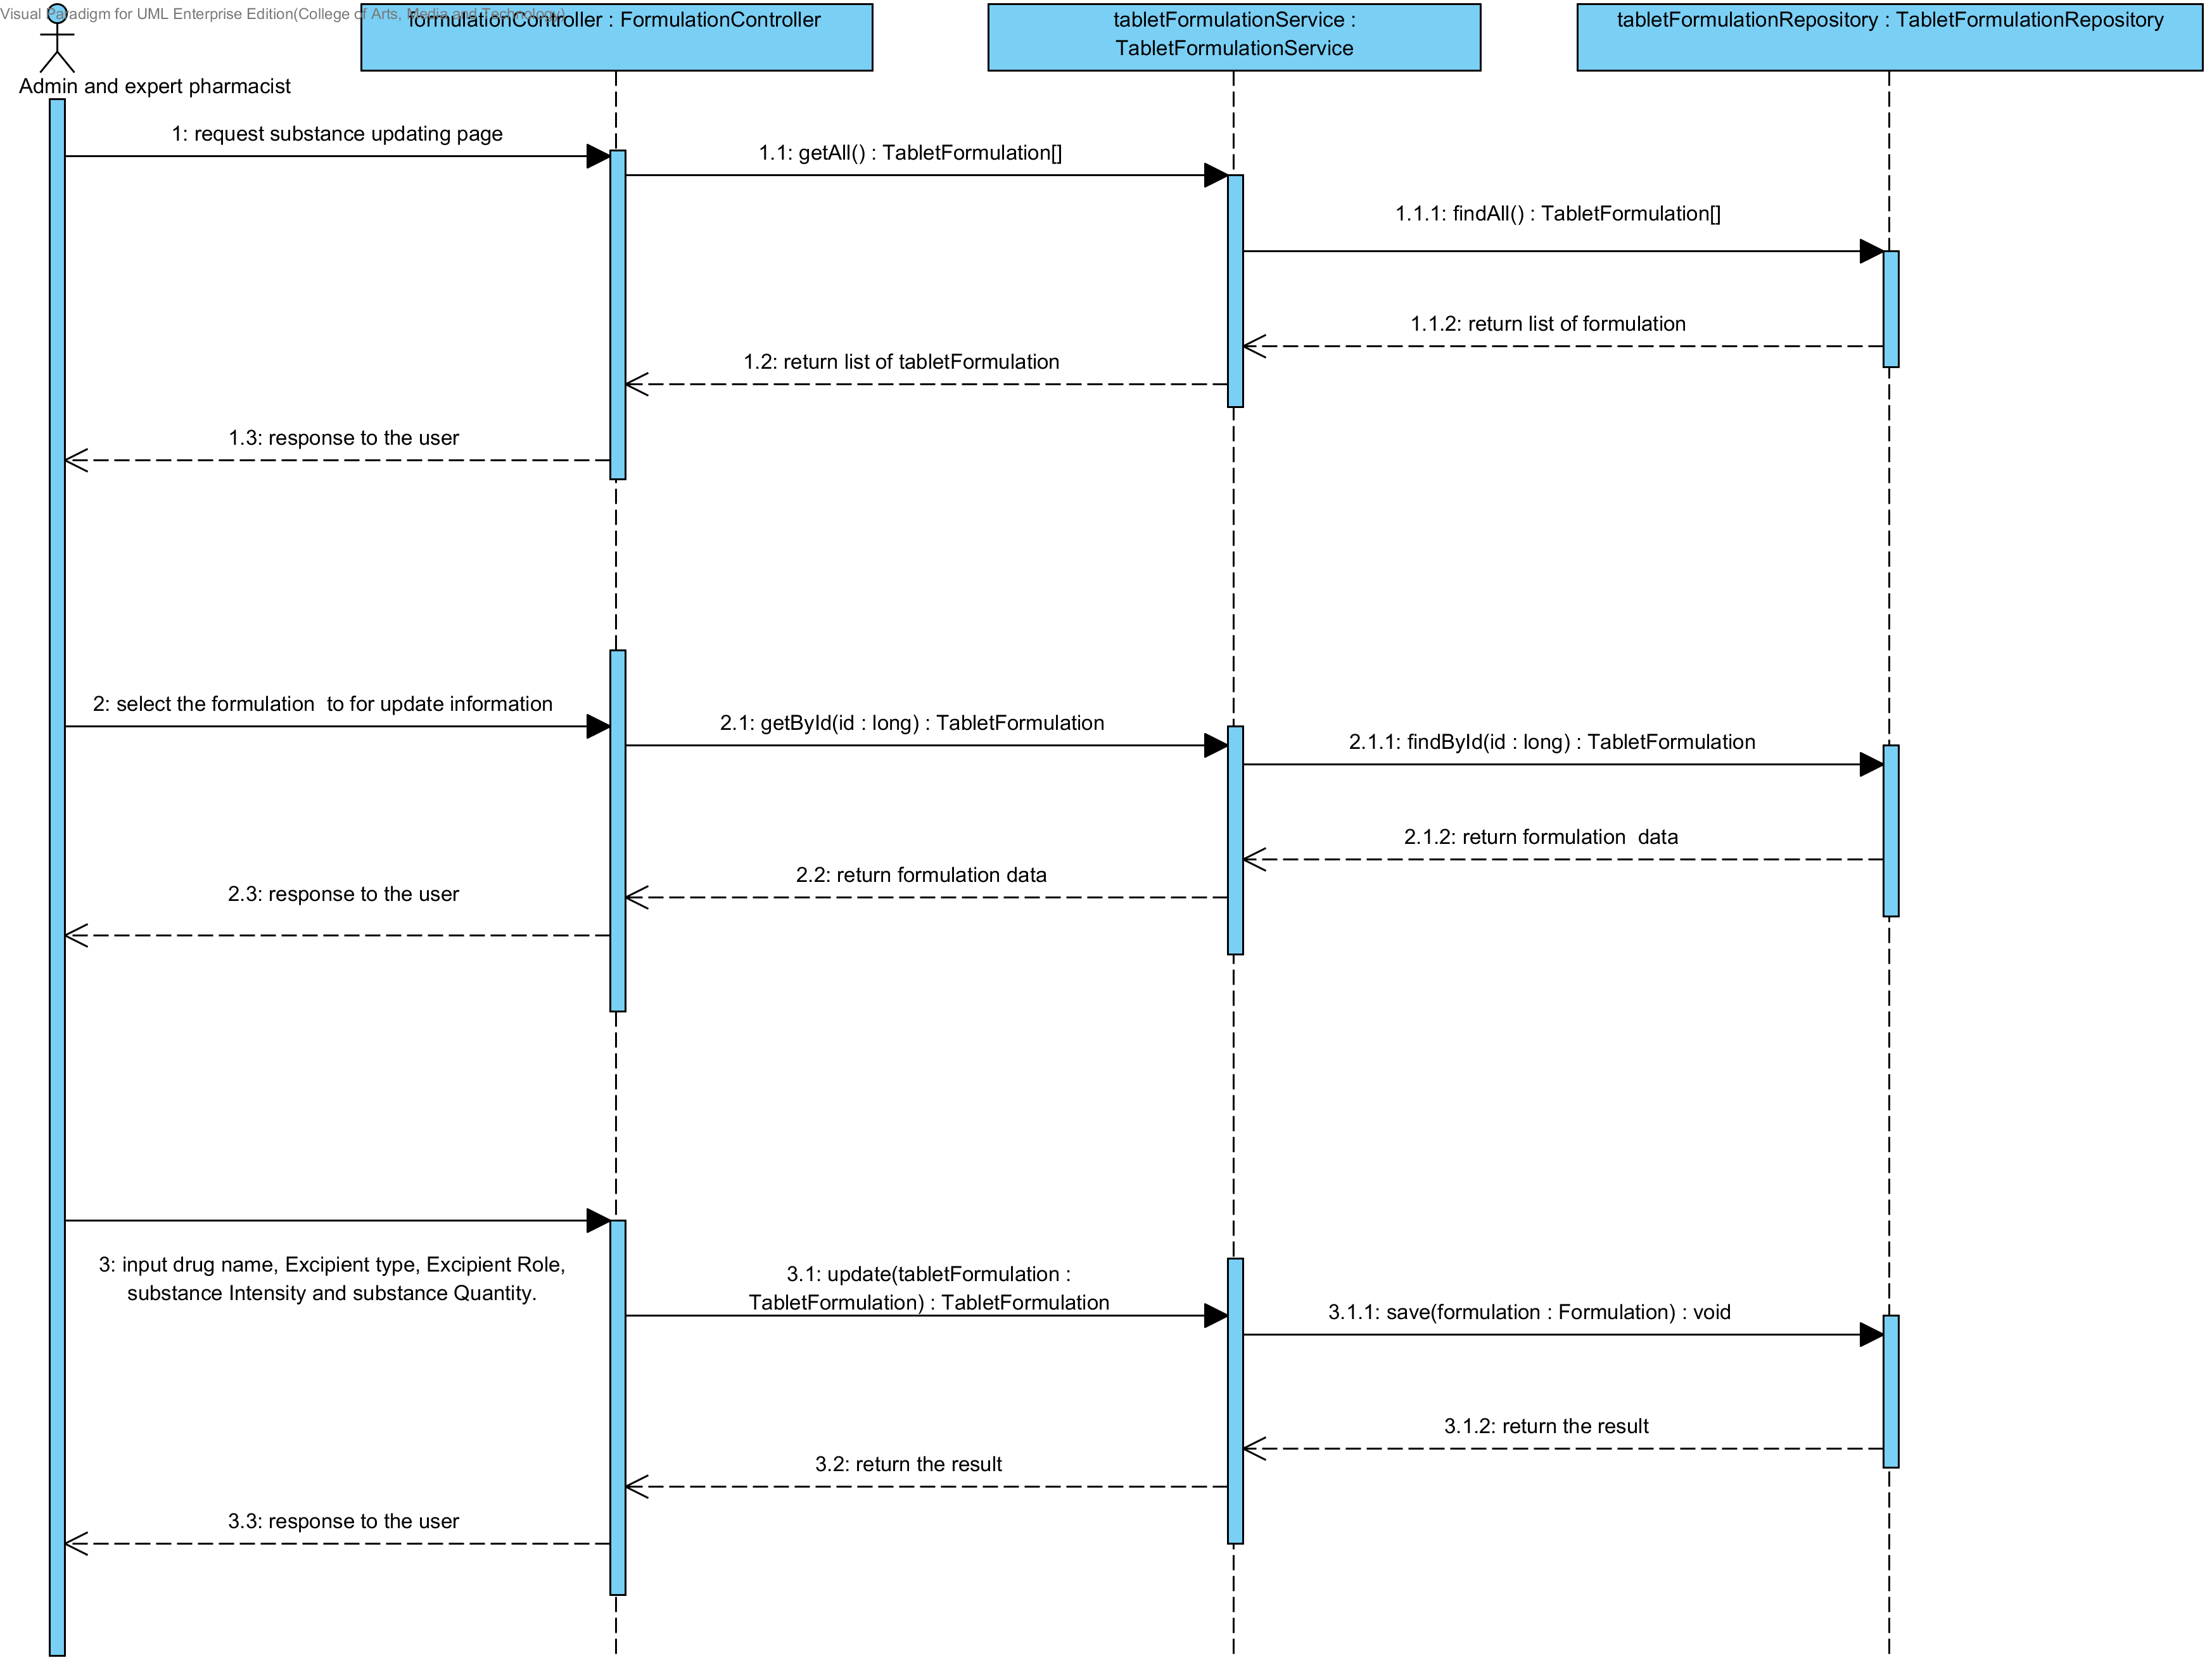 Visual Paradigm for UML Enterprise Edition(College of Arts, Media and Technology)
formulationController : FormulationController
tabletFormulationService :
TabletFormulationService
tabletFormulationRepository : TabletFormulationRepository
Admin and expert pharmacist
1: request substance updating page
1.1: getAll() : TabletFormulation[]
1.1.1: findAll() : TabletFormulation[]
1.1.2: return list of formulation
1.2: return list of tabletFormulation
1.3: response to the user
2: select the formulation  to for update information
2.1: getById(id : long) : TabletFormulation
2.1.1: findById(id : long) : TabletFormulation
2.1.2: return formulation  data
2.2: return formulation data
2.3: response to the user
3: input drug name, Excipient type, Excipient Role,
substance Intensity and substance Quantity.
3.1: update(tabletFormulation :
TabletFormulation) : TabletFormulation
3.1.1: save(formulation : Formulation) : void
3.1.2: return the result
3.2: return the result
3.3: response to the user